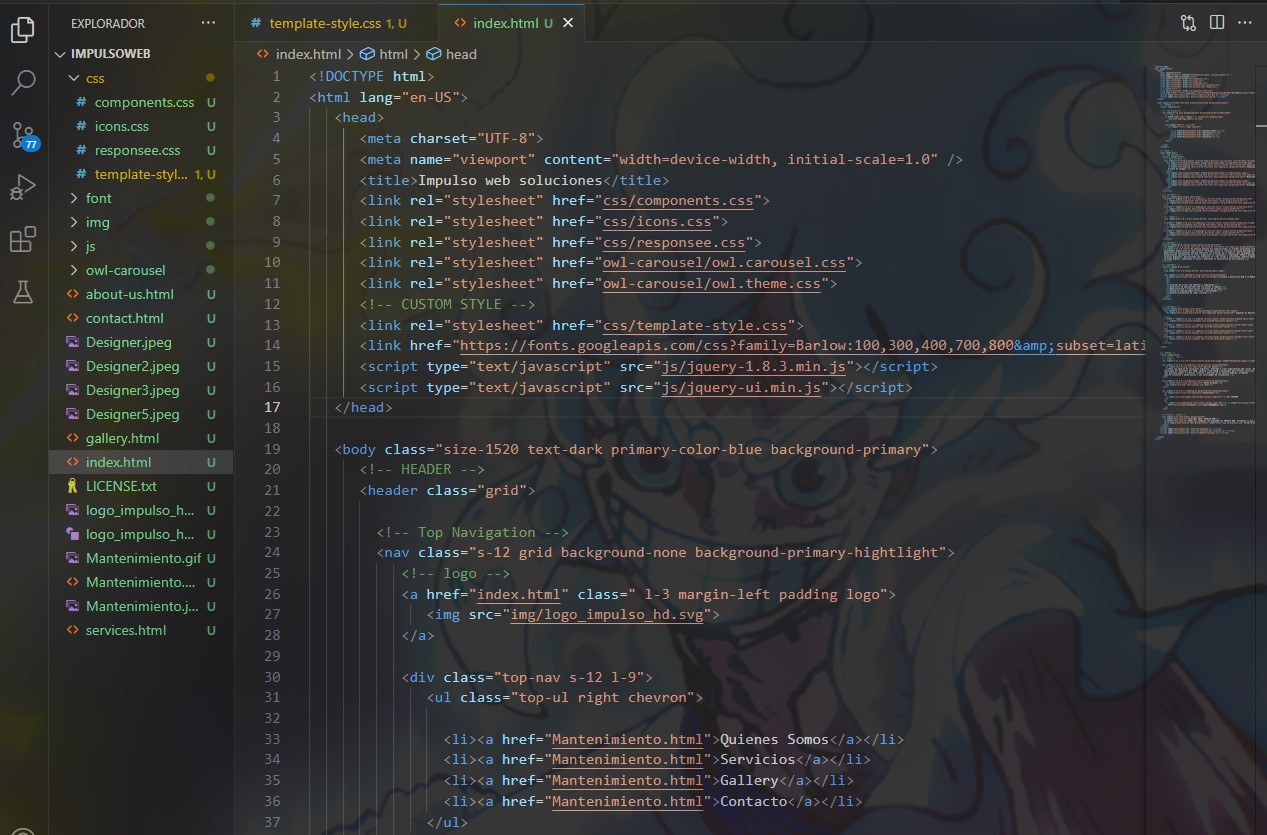 EXPLORADOR
IMPULSOWEB
css
components.css U
icons.css U
responsee.css U
template-styl... 1, U
font
img
js
owl-carousel
about-us.html U
contact.html U
Designer.jpeg U
Designer2.jpeg U
Designer3.jpeg U
Designer5.jpeg U
gallery.html U
index.html U
LICENSE.txt U
logo_impulso_h... U
logo_impulso_h... U
Mantenimiento.gif U
Mantenimiento.... U
Mantenimiento.j... U
services.html U
77
# template-style.css 1, U
<> index.html U
index.html > html > head
1 <!DOCTYPE html>
2 <html lang="en-US">
3 <head>
4 <meta charset="UTF-8">
5 <meta name="viewport" content="width=device-width, initial-scale=1.0" />
6 <title>Impulso web soluciones</title>
7 <link rel="stylesheet" href="css/components.css">
8 <link rel="stylesheet" href="css/icons.css">
9 <link rel="stylesheet" href="css/responsee.css">
10 <link rel="stylesheet" href="owl-carousel/owl.carousel.css">
11 <link rel="stylesheet" href="owl-carousel/owl.theme.css">
12 <!-- CUSTOM STYLE -->
13 <link rel="stylesheet" href="css/template-style.css">
14 <link href="https://fonts.googleapis.com/css?family=Barlow:100,300,400,700,800&amp;subset=lati
15 <script type="text/javascript" src="js/jquery-1.8.3.min.js"></script>
16 <script type="text/javascript" src="js/jquery-ui.min.js"></script>
17 </head>
18
19 <body class="size-1520 text-dark primary-color-blue background-primary">
20 <!-- HEADER -->
21 <header class="grid">
22
23 <!-- Top Navigation -->
24 <nav class="s-12 grid background-none background-primary-hightlight">
25 <!-- logo -->
26 <a href="index.html" class=" l-3 margin-left padding logo">
27 <img src="img/logo_impulso_hd.svg">
28 </a>
29
30 <div class="top-nav s-12 l-9">
31 <ul class="top-ul right chevron">
32
33 <li><a href="Mantenimiento.html">Quienes Somos</a></li>
34 <li><a href="Mantenimiento.html">Servicios</a></li>
35 <li><a href="Mantenimiento.html">Gallery</a></li>
36 <li><a href="Mantenimiento.html">Contacto</a></li>
37 </ul>